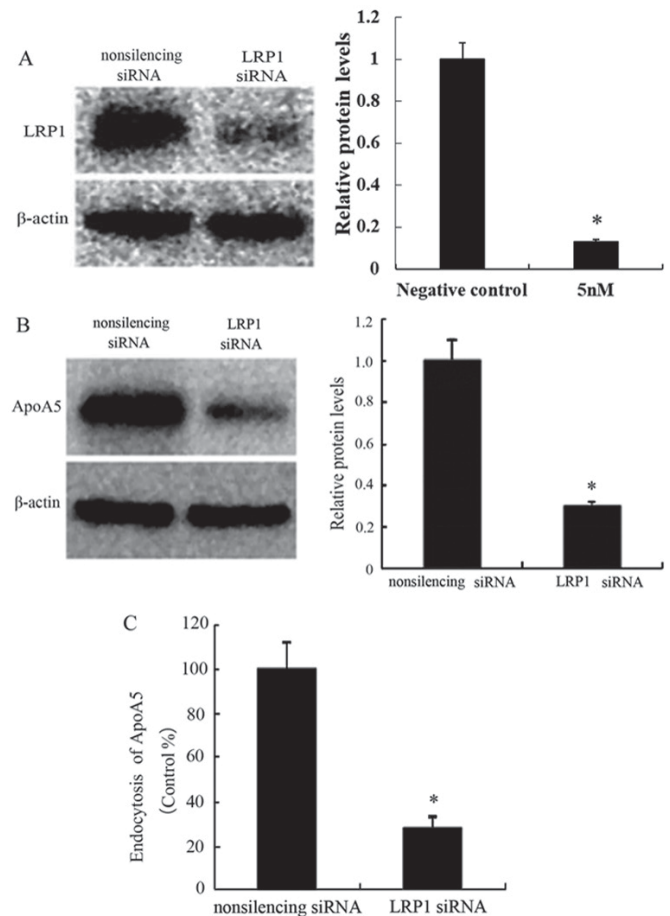 A
nonsilencing
siRNA
LRP1
siRNA
LRP1
β-actin
Relative protein levels
1.2
1
0.8
0.6
0.4
0.2
0
*
Negative control
5nM
B
nonsilencing
siRNA
LRP1
siRNA
ApoA5
β-actin
Relative protein levels
1.2
1.0
0.8
0.6
0.4
0.2
0
*
nonsilencing siRNA
LRP1 siRNA
C
Endocytosis of ApoA5
(Control %)
120
100
80
60
40
20
0
*
nonsilencing siRNA
LRP1 siRNA